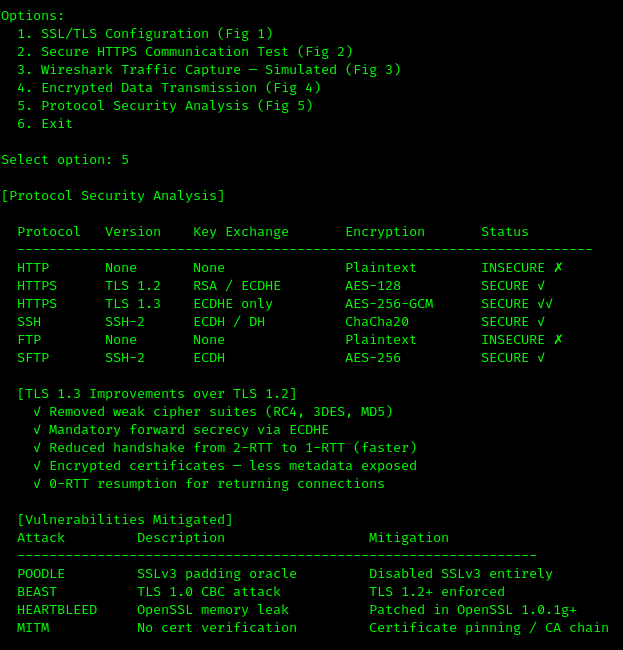 Options:
1. SSL/TLS Configuration (Fig 1)
2. Secure HTTPS Communication Test (Fig 2)
3. Wireshark Traffic Capture — Simulated (Fig 3)
4. Encrypted Data Transmission (Fig 4)
5. Protocol Security Analysis (Fig 5)
6. Exit
Select option: 5
[Protocol Security Analysis]
Protocol   Version    Key Exchange       Encryption       Status
------------------------------------------------------------------------
HTTP       None       None               Plaintext        INSECURE ✗
HTTPS      TLS 1.2    RSA / ECDHE        AES-128          SECURE √
HTTPS      TLS 1.3    ECDHE only         AES-256-GCM      SECURE √√
SSH        SSH-2      ECDH / DH          ChaCha20         SECURE √
FTP        None       None               Plaintext        INSECURE ✗
SFTP       SSH-2      ECDH               AES-256          SECURE √
[TLS 1.3 Improvements over TLS 1.2]
√ Removed weak cipher suites (RC4, 3DES, MD5)
√ Mandatory forward secrecy via ECDHE
√ Reduced handshake from 2-RTT to 1-RTT (faster)
√ Encrypted certificates — less metadata exposed
√ 0-RTT resumption for returning connections
[Vulnerabilities Mitigated]
Attack         Description                  Mitigation
-----------------------------------------------------------------
POODLE         SSLv3 padding oracle         Disabled SSLv3 entirely
BEAST          TLS 1.0 CBC attack           TLS 1.2+ enforced
HEARTBLEED     OpenSSL memory leak          Patched in OpenSSL 1.0.1g+
MITM           No cert verification         Certificate pinning / CA chain